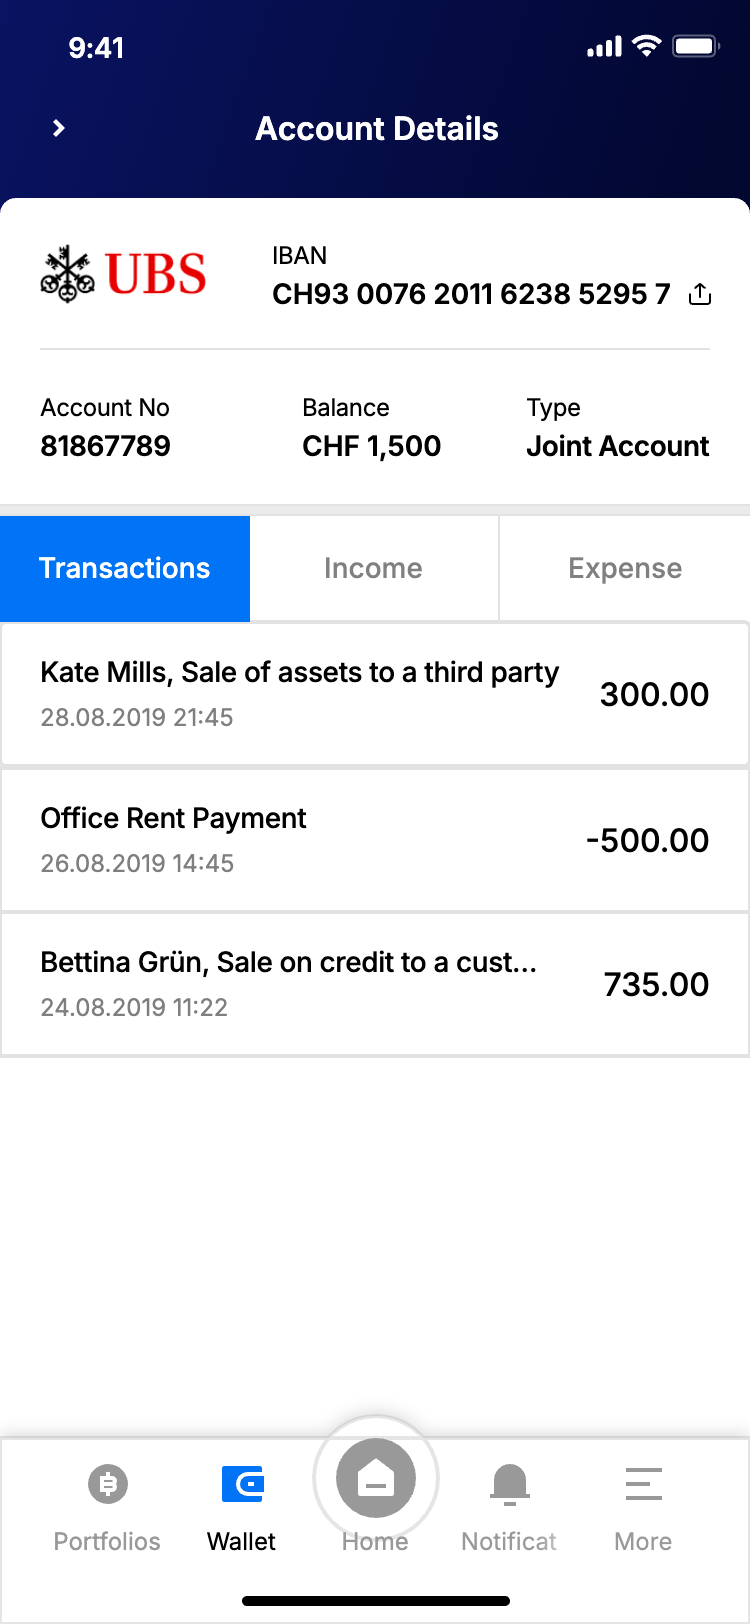 9:41
Account Details
UBS
IBAN
CH93 0076 2011 6238 5295 7
Account No
Balance
Type
81867789
CHF 1,500
Joint Account
Transactions
Income
Expense
Kate Mills, Sale of assets to a third party
300.00
28.08.2019 21:45
Office Rent Payment
-500.00
26.08.2019 14:45
Bettina Grün, Sale on credit to a cust...
735.00
24.08.2019 11:22
Portfolios
Wallet
Home
Notificat
More